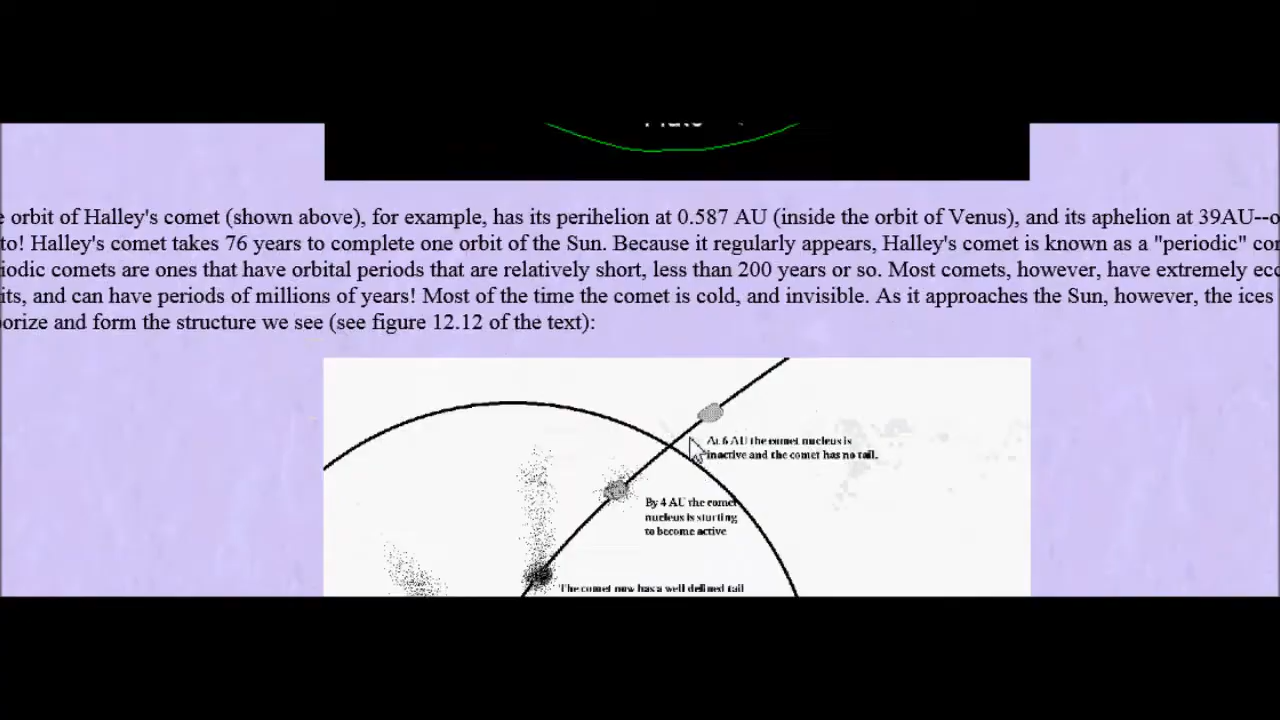 Pluto
e orbit of Halley's comet (shown above), for example, has its perihelion at 0.587 AU (inside the orbit of Venus), and its aphelion at 39AU--o
to! Halley's comet takes 76 years to complete one orbit of the Sun. Because it regularly appears, Halley's comet is known as a "periodic" co
iodic comets are ones that have orbital periods that are relatively short, less than 200 years or so. Most comets, however, have extremely ecc
its, and can have periods of millions of years! Most of the time the comet is cold, and invisible. As it approaches the Sun, however, the ices
orize and form the structure we see (see figure 12.12 of the text):
At 6 AU the comet nucleus is
inactive and the comet has no tail.
By 4 AU the comet
nucleus is starting
to become active
The comet now has a well defined tail